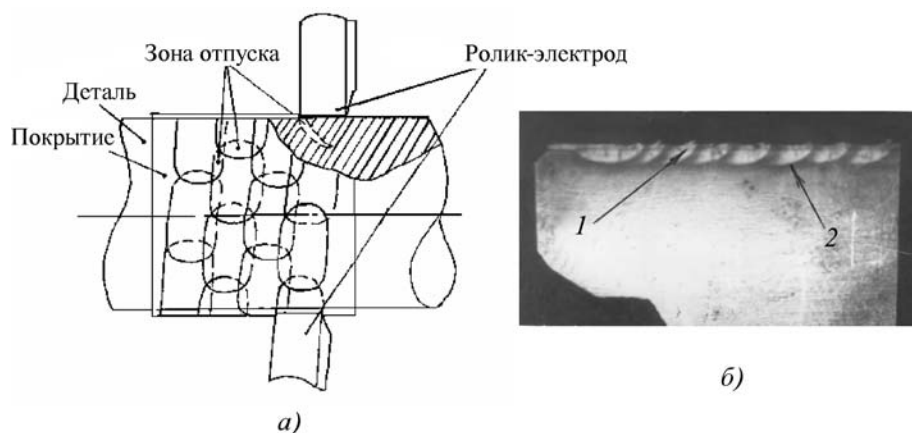 Зона отпуска
Ролик-электрод
Деталь
Покрытие
1
2
а)
б)